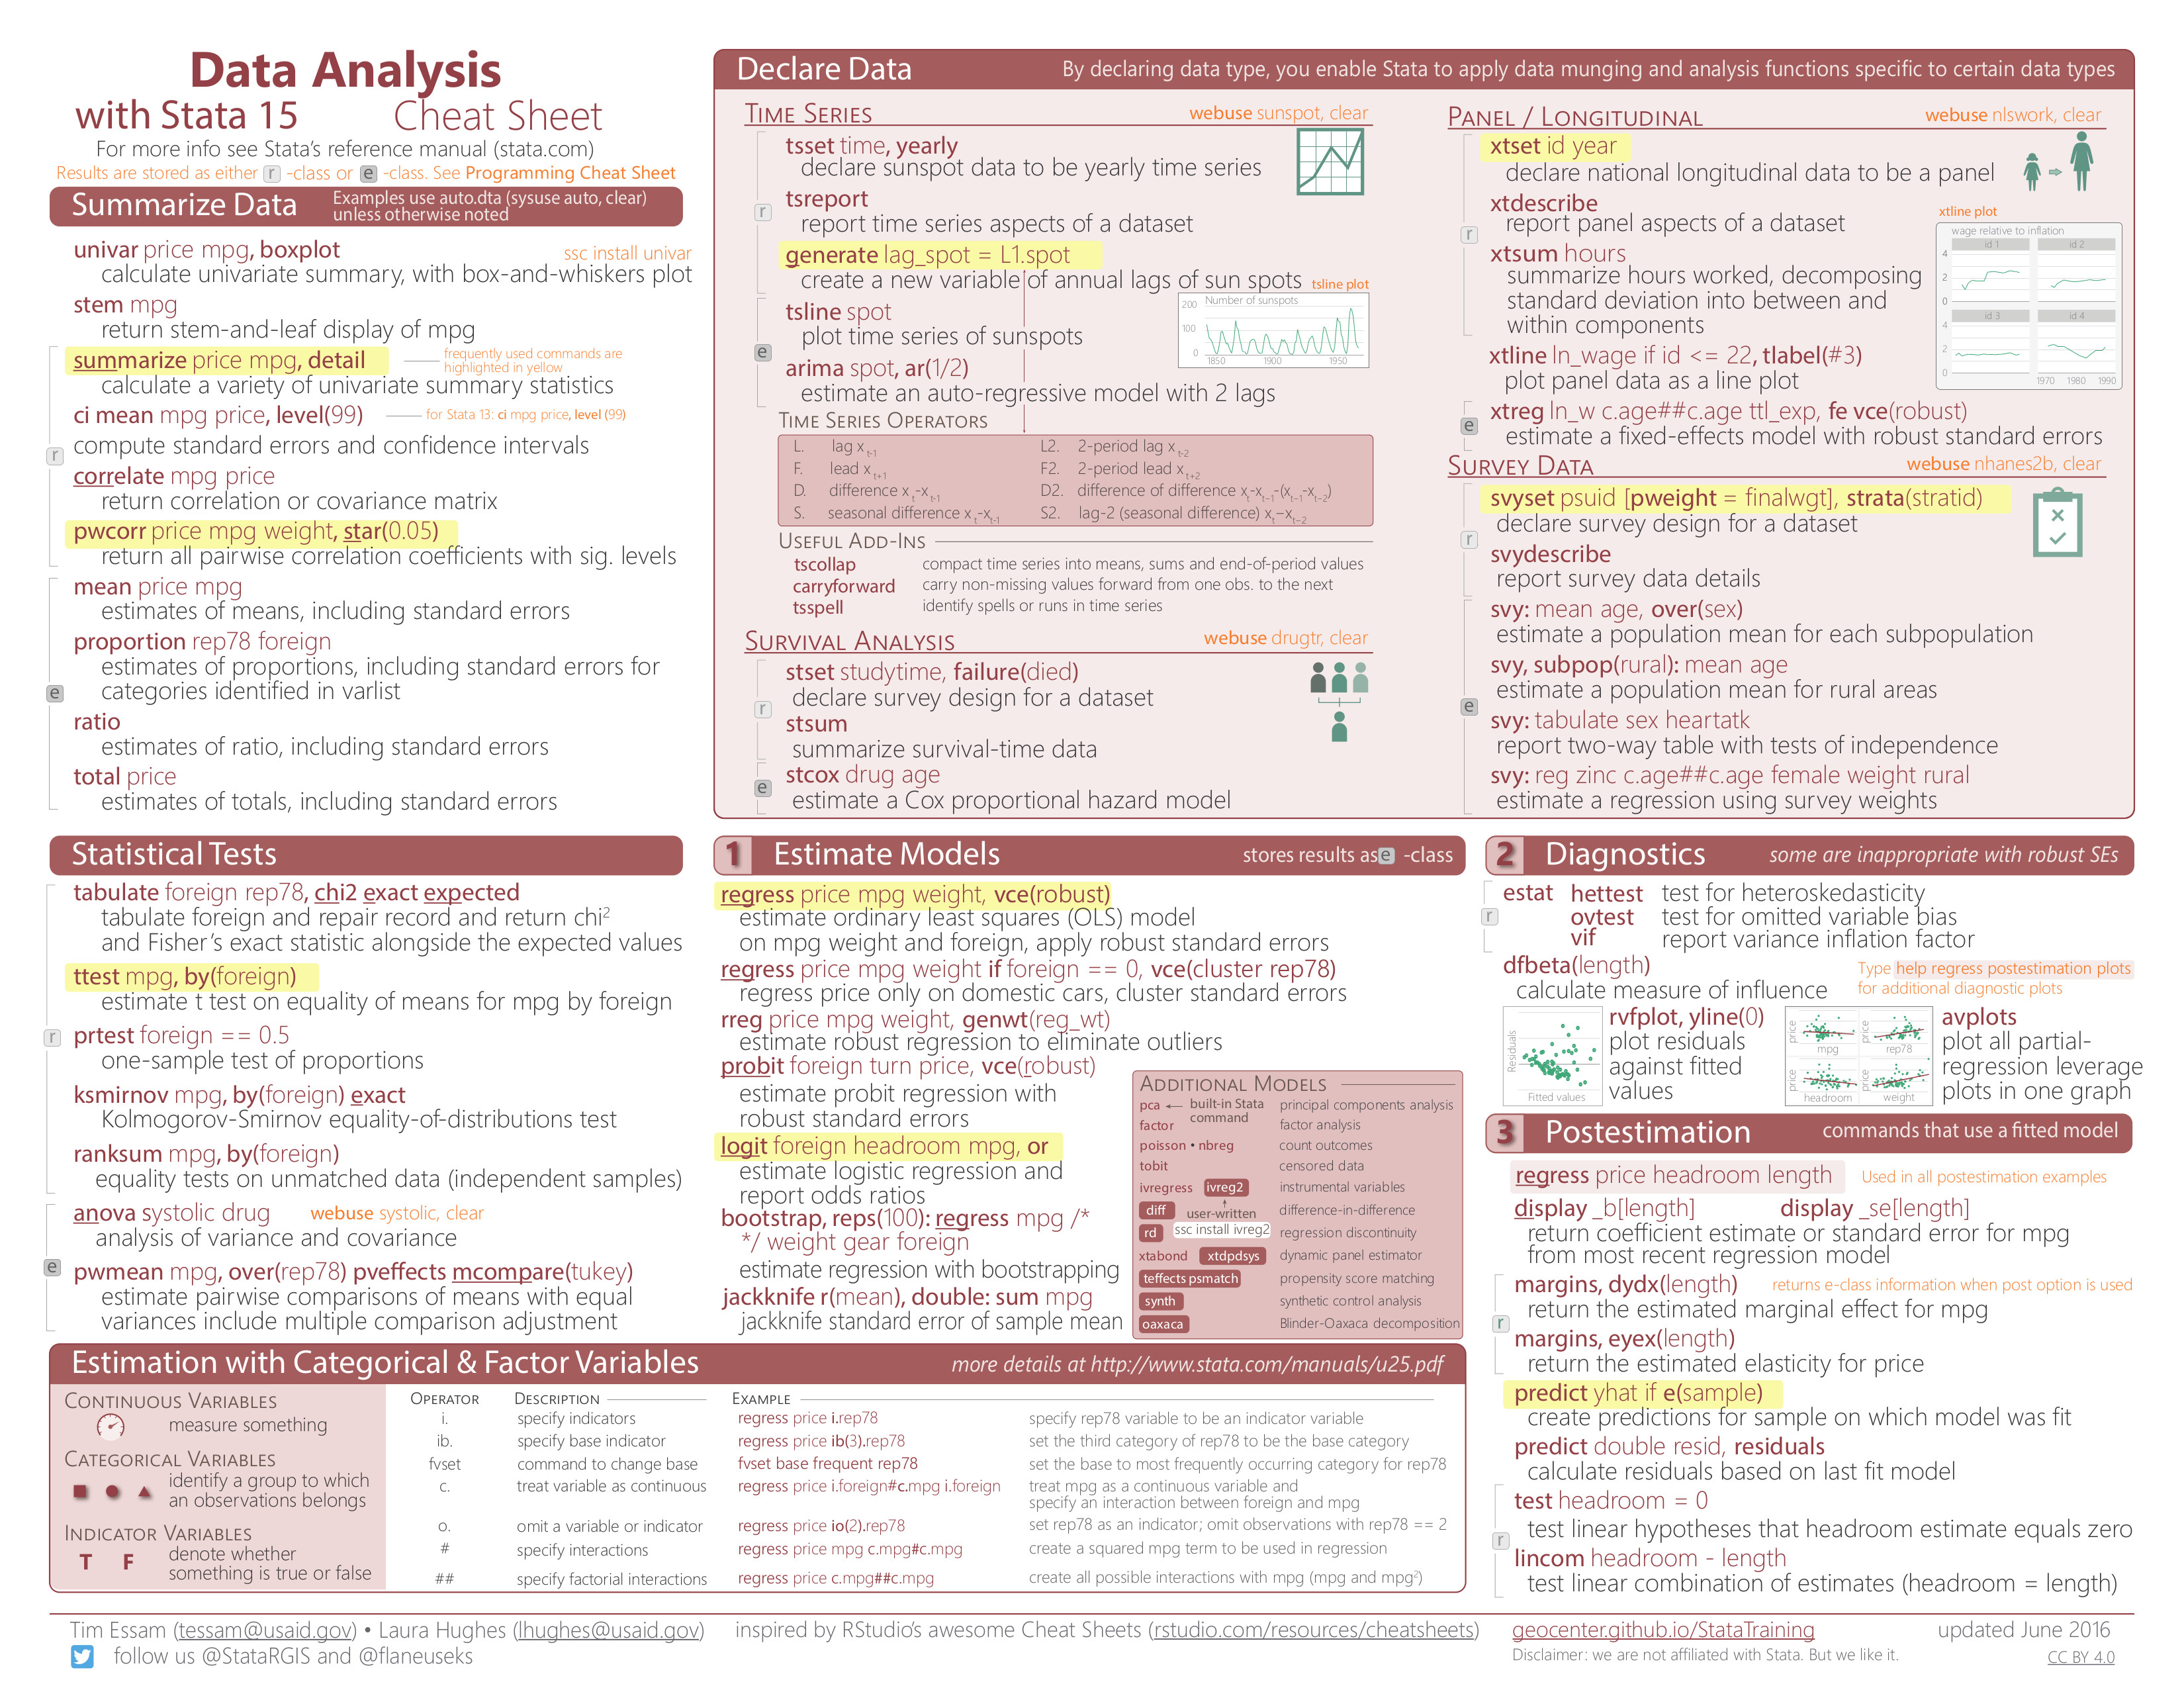 Data Analysis
with Stata 15 Cheat Sheet
For more info see Stata's reference manual (stata.com)
Results are stored as either r -class or e -class. See Programming Cheat Sheet
Summarize Data
Examples use auto.dta (sysuse auto, clear)
unless otherwise noted
univar price mpg, boxplot
ssc install univar
calculate univariate summary, with box-and-whiskers plot
stem mpg
return stem-and-leaf display of mpg
summarize price mpg, detail
frequently used commands are
highlighted in yellow
calculate a variety of univariate summary statistics
ci mean mpg price, level(99)
for Stata 13: ci mpg price, level (99)
r
compute standard errors and confidence intervals
correlate mpg price
return correlation or covariance matrix
pwcorr price mpg weight, star(0.05)
return all pairwise correlation coefficients with sig. levels
mean price mpg
estimates of means, including standard errors
proportion rep78 foreign
estimates of proportions, including standard errors for
e
categories identified in varlist
ratio
estimates of ratio, including standard errors
total price
estimates of totals, including standard errors
Declare Data
By declaring data type, you enable Stata to apply data munging and analysis functions specific to certain data types
TIME SERIES
webuse sunspot, clear
tsset time, yearly
declare sunspot data to be yearly time series
tsreport
r
report time series aspects of a dataset
generate lag_spot = L1.spot
create a new variable of annual lags of sun spots
tsline plot
tsline spot
plot time series of sunspots
Number of sunspots
200
100
0
1850 1900 1950
e
arima spot, ar(1/2)
estimate an auto-regressive model with 2 lags
TIME SERIES OPERATORS
L. lag x t-1 L2. 2-period lag x t-2
F. lead x t+1 F2. 2-period lead x t+2
D. difference x t-x t-1 D2. difference of difference xt-xt-1-(xt-1-xt-2)
S. seasonal difference x t-x t-1 S2. lag-2 (seasonal difference) xt-xt-2
USEFUL ADD-INS
tscollap compact time series into means, sums and end-of-period values
carryforward carry non-missing values forward from one obs. to the next
tsspell identify spells or runs in time series
SURVIVAL ANALYSIS
webuse drugtr, clear
stset studytime, failure(died)
declare survey design for a dataset
r
stsum
summarize survival-time data
stcox drug age
e
estimate a Cox proportional hazard model
PANEL / LONGITUDINAL
webuse nlswork, clear
xtset id year
declare national longitudinal data to be a panel
xtdescribe
report panel aspects of a dataset
r
xtsum hours
summarize hours worked, decomposing
standard deviation into between and
within components
xtline plot
wage relative to inflation
id 1 id 2
4
2
0
id 3 id 4
4
2
0
1970 1980 1990
xtline ln_wage if id <= 22, tlabel(#3)
plot panel data as a line plot
xtreg ln_w c.age##c.age ttl_exp, fe vce(robust)
e
estimate a fixed-effects model with robust standard errors
SURVEY DATA
webuse nhanes2b, clear
svyset psuid [pweight = finalwgt], strata(stratid)
declare survey design for a dataset
r
svydescribe
report survey data details
svy: mean age, over(sex)
estimate a population mean for each subpopulation
svy, subpop(rural): mean age
estimate a population mean for rural areas
e
svy: tabulate sex heartatk
report two-way table with tests of independence
svy: reg zinc c.age##c.age female weight rural
estimate a regression using survey weights
Statistical Tests
tabulate foreign rep78, chi2 exact expected
tabulate foreign and repair record and return chi2
and Fisher's exact statistic alongside the expected values
ttest mpg, by(foreign)
estimate t test on equality of means for mpg by foreign
r
prtest foreign == 0.5
one-sample test of proportions
ksmirnov mpg, by(foreign) exact
Kolmogorov-Smirnov equality-of-distributions test
ranksum mpg, by(foreign)
equality tests on unmatched data (independent samples)
anova systolic drug
webuse systolic, clear
analysis of variance and covariance
e
pwmean mpg, over(rep78) pveffects mcompare(tukey)
estimate pairwise comparisons of means with equal
variances include multiple comparison adjustment
1 Estimate Models
stores results as e -class
regress price mpg weight, vce(robust)
estimate ordinary least squares (OLS) model
on mpg weight and foreign, apply robust standard errors
regress price mpg weight if foreign == 0, vce(cluster rep78)
regress price only on domestic cars, cluster standard errors
rreg price mpg weight, genwt(reg_wt)
estimate robust regression to eliminate outliers
probit foreign turn price, vce(robust)
estimate probit regression with
robust standard errors
logit foreign headroom mpg, or
estimate logistic regression and
report odds ratios
bootstrap, reps(100): regress mpg /*
*/ weight gear foreign
estimate regression with bootstrapping
jackknife r(mean), double: sum mpg
jackknife standard error of sample mean
ADDITIONAL MODELS
pca built-in Stata command principal components analysis
factor factor analysis
poisson • nbreg count outcomes
tobit censored data
ivregress ivreg2 instrumental variables
diff user-written difference-in-difference
rd ssc install ivreg2 regression discontinuity
xtabond xtdpdsys dynamic panel estimator
teffects psmatch propensity score matching
synth synthetic control analysis
oaxaca Blinder-Oaxaca decomposition
2 Diagnostics
some are inappropriate with robust SEs
estat hettest test for heteroskedasticity
r
ovtest test for omitted variable bias
vif report variance inflation factor
dfbeta(length)
calculate measure of influence
Type help regress postestimation plots
for additional diagnostic plots
Residuals
Fitted values
rvfplot, yline(0)
plot residuals
against fitted
values
price mpg
price rep78
price headroom
price weight
avplots
plot all partial-
regression leverage
plots in one graph
3 Postestimation
commands that use a fitted model
regress price headroom length
Used in all postestimation examples
display _b[length] display _se[length]
return coefficient estimate or standard error for mpg
from most recent regression model
margins, dydx(length)
returns e-class information when post option is used
return the estimated marginal effect for mpg
r
margins, eyex(length)
return the estimated elasticity for price
predict yhat if e(sample)
create predictions for sample on which model was fit
predict double resid, residuals
calculate residuals based on last fit model
test headroom = 0
test linear hypotheses that headroom estimate equals zero
r
lincom headroom - length
test linear combination of estimates (headroom = length)
Estimation with Categorical & Factor Variables
more details at http://www.stata.com/manuals/u25.pdf
CONTINUOUS VARIABLES
measure something
CATEGORICAL VARIABLES
identify a group to which
an observations belongs
INDICATOR VARIABLES
T F
denote whether
something is true or false
OPERATOR DESCRIPTION EXAMPLE
i. specify indicators regress price i.rep78 specify rep78 variable to be an indicator variable
ib. specify base indicator regress price ib(3).rep78 set the third category of rep78 to be the base category
fvset command to change base fvset base frequent rep78 set the base to most frequently occurring category for rep78
c. treat variable as continuous regress price i.foreign#c.mpg i.foreign treat mpg as a continuous variable and
specify an interaction between foreign and mpg
o. omit a variable or indicator regress price io(2).rep78 set rep78 as an indicator; omit observations with rep78 == 2
# specify interactions regress price mpg c.mpg#c.mpg create a squared mpg term to be used in regression
## specify factorial interactions regress price c.mpg##c.mpg create all possible interactions with mpg (mpg and mpg2)
Tim Essam (tessam@usaid.gov) • Laura Hughes (lhughes@usaid.gov)
follow us @StataRGIS and @flaneuseks
inspired by RStudio's awesome Cheat Sheets (rstudio.com/resources/cheatsheets)
geocenter.github.io/StataTraining
Disclaimer: we are not affiliated with Stata. But we like it.
updated June 2016
CC BY 4.0